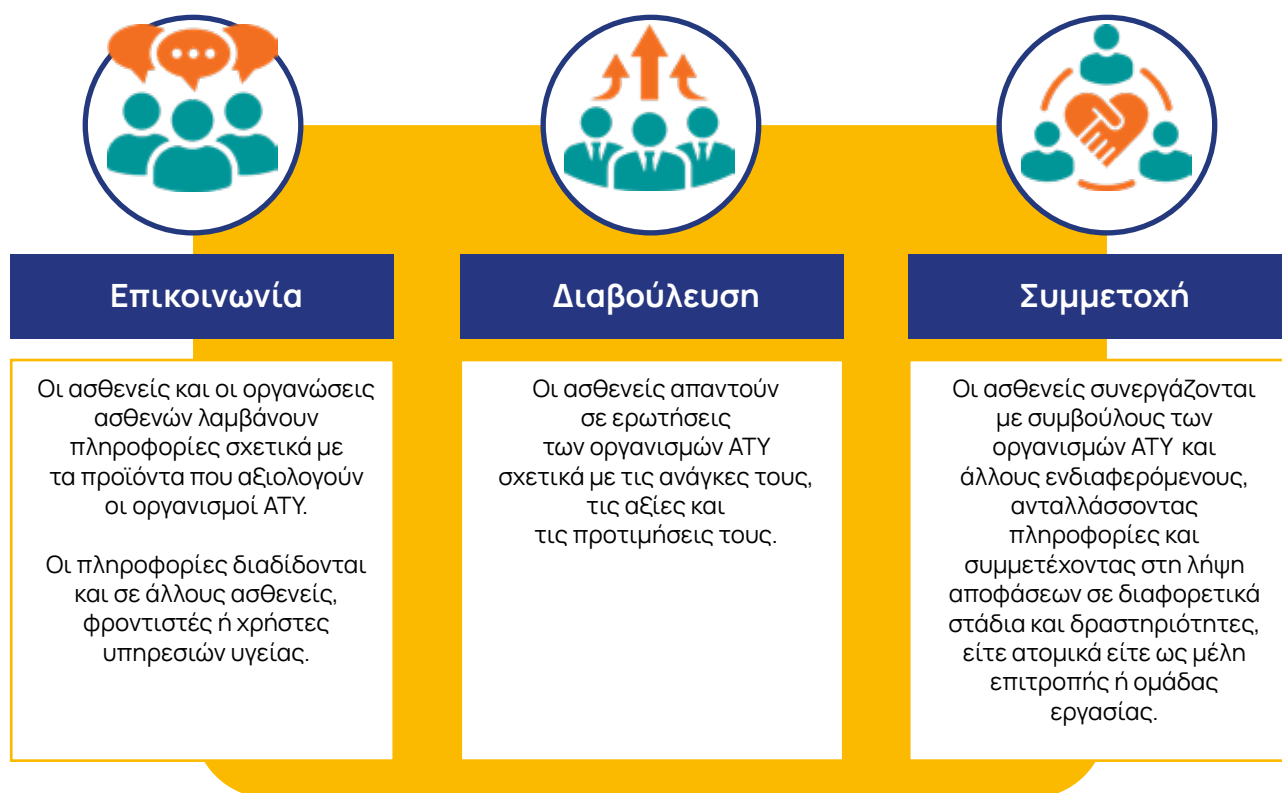 Επικοινωνία
Οι ασθενείς και οι οργανώσεις
ασθενών λαμβάνουν
πληροφορίες σχετικά με
τα προϊόντα που αξιολογούν
οι οργανισμοί ΑΤΥ.
Οι πληροφορίες διαδίδονται
και σε άλλους ασθενείς,
φροντιστές ή χρήστες
υπηρεσιών υγείας.
Διαβούλευση
Οι ασθενείς απαντούν
σε ερωτήσεις
των οργανισμών ΑΤΥ
σχετικά με τις ανάγκες τους,
τις αξίες και
τις προτιμήσεις τους.
Συμμετοχή
Οι ασθενείς συνεργάζονται
με συμβούλους των
οργανισμών ΑΤΥ και
άλλους ενδιαφερόμενους,
ανταλλάσσοντας
πληροφορίες και
συμμετέχοντας στη λήψη
αποφάσεων σε διαφορετικά
στάδια και δραστηριότητες,
είτε ατομικά είτε ως μέλη
επιτροπής ή ομάδας
εργασίας.